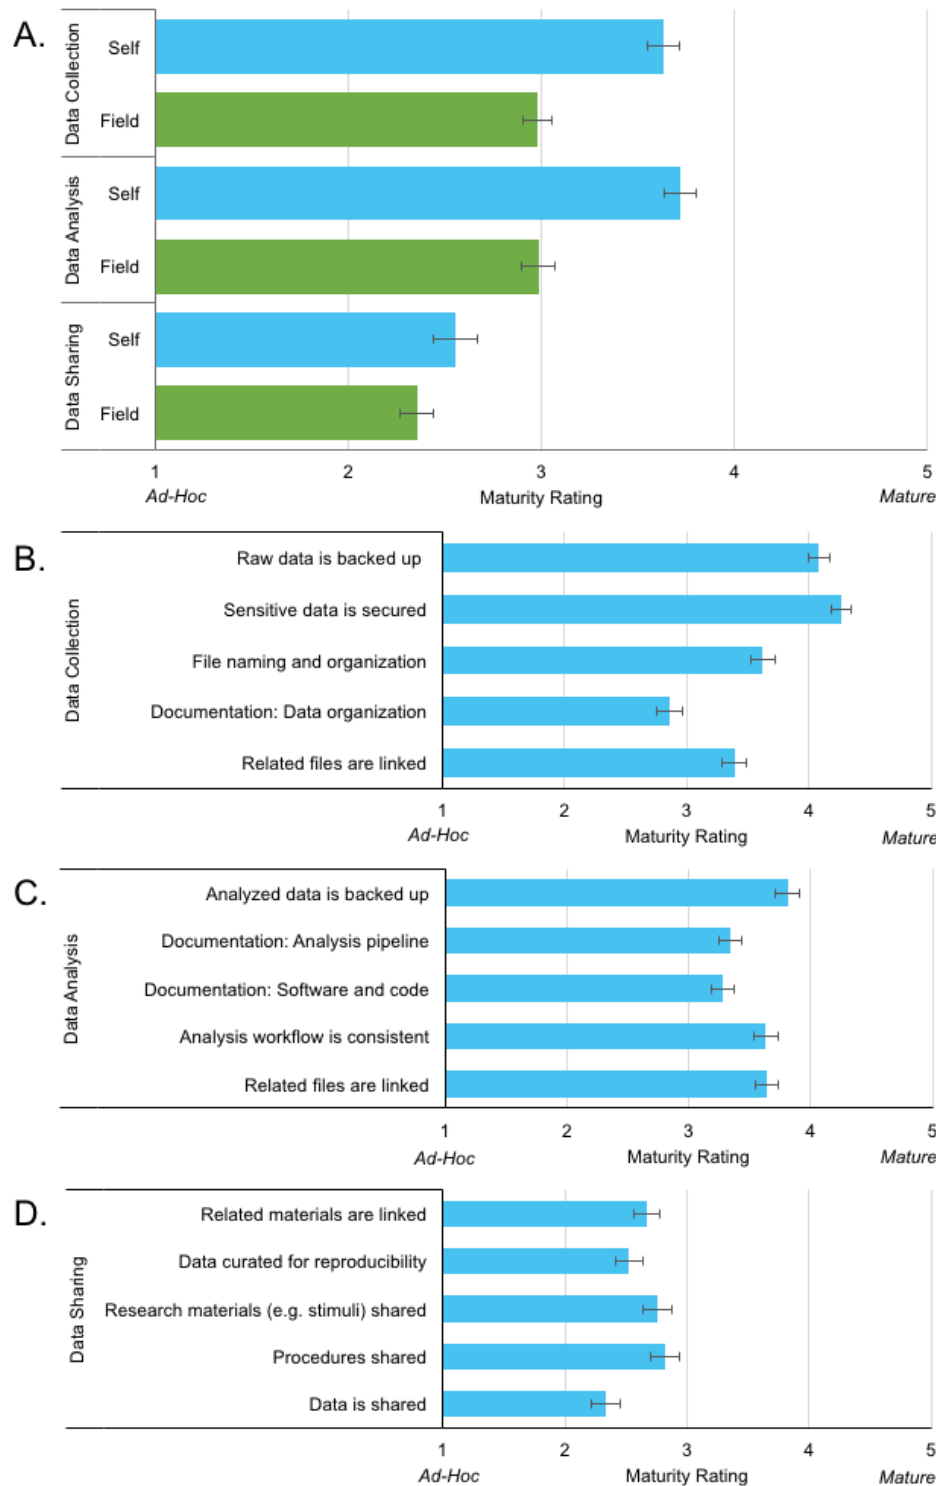 A.
Data Collection
Self
Field
Data Analysis
Self
Field
Data Sharing
Self
Field
1 2 3 4 5
Ad-Hoc Maturity Rating Mature
B.
Data Collection
Raw data is backed up
Sensitive data is secured
File naming and organization
Documentation: Data organization
Related files are linked
1 2 3 4 5
Ad-Hoc Maturity Rating Mature
C.
Data Analysis
Analyzed data is backed up
Documentation: Analysis pipeline
Documentation: Software and code
Analysis workflow is consistent
Related files are linked
1 2 3 4 5
Ad-Hoc Maturity Rating Mature
D.
Data Sharing
Related materials are linked
Data curated for reproducibility
Research materials (e.g. stimuli) shared
Procedures shared
Data is shared
1 2 3 4 5
Ad-Hoc Maturity Rating Mature